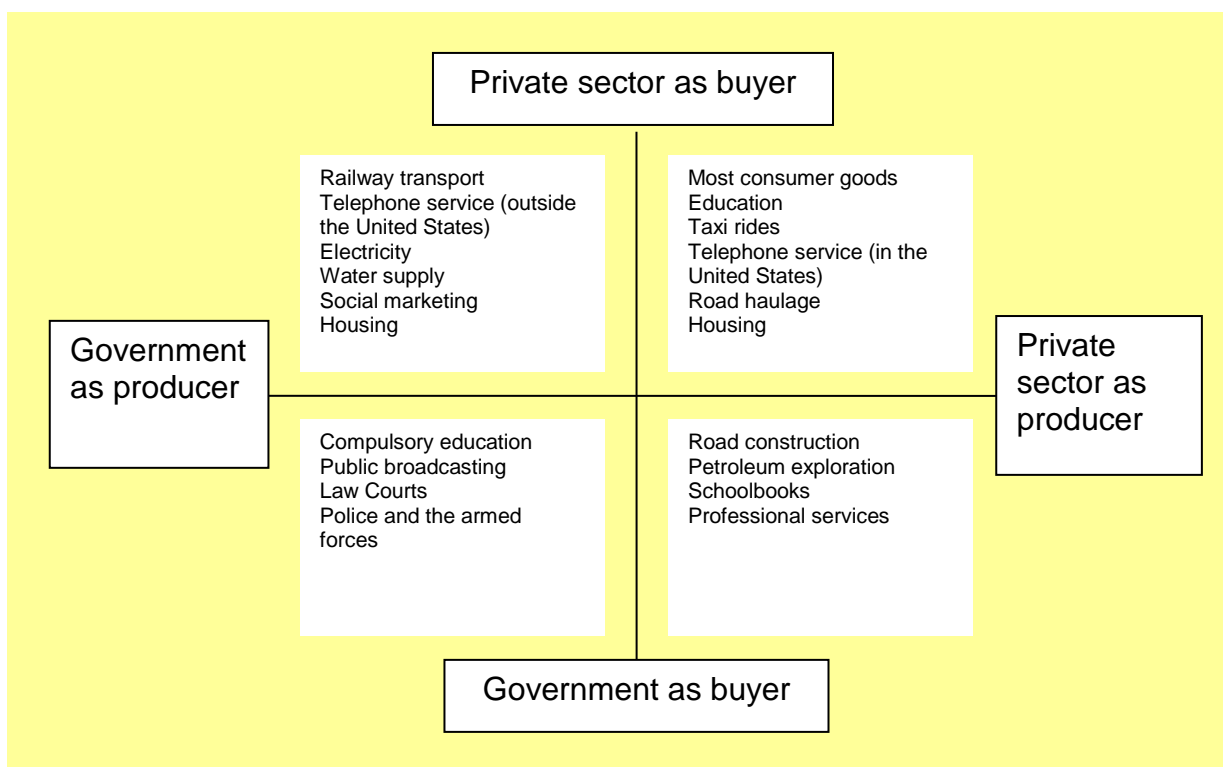 Private sector as buyer
Railway transport
Telephone service (outside
the United States)
Electricity
Water supply
Social marketing
Housing
Most consumer goods
Education
Taxi rides
Telephone service (in the
United States)
Road haulage
Housing
Government
as producer
Private
sector as
producer
Compulsory education
Public broadcasting
Law Courts
Police and the armed
forces
Road construction
Petroleum exploration
Schoolbooks
Professional services
Government as buyer